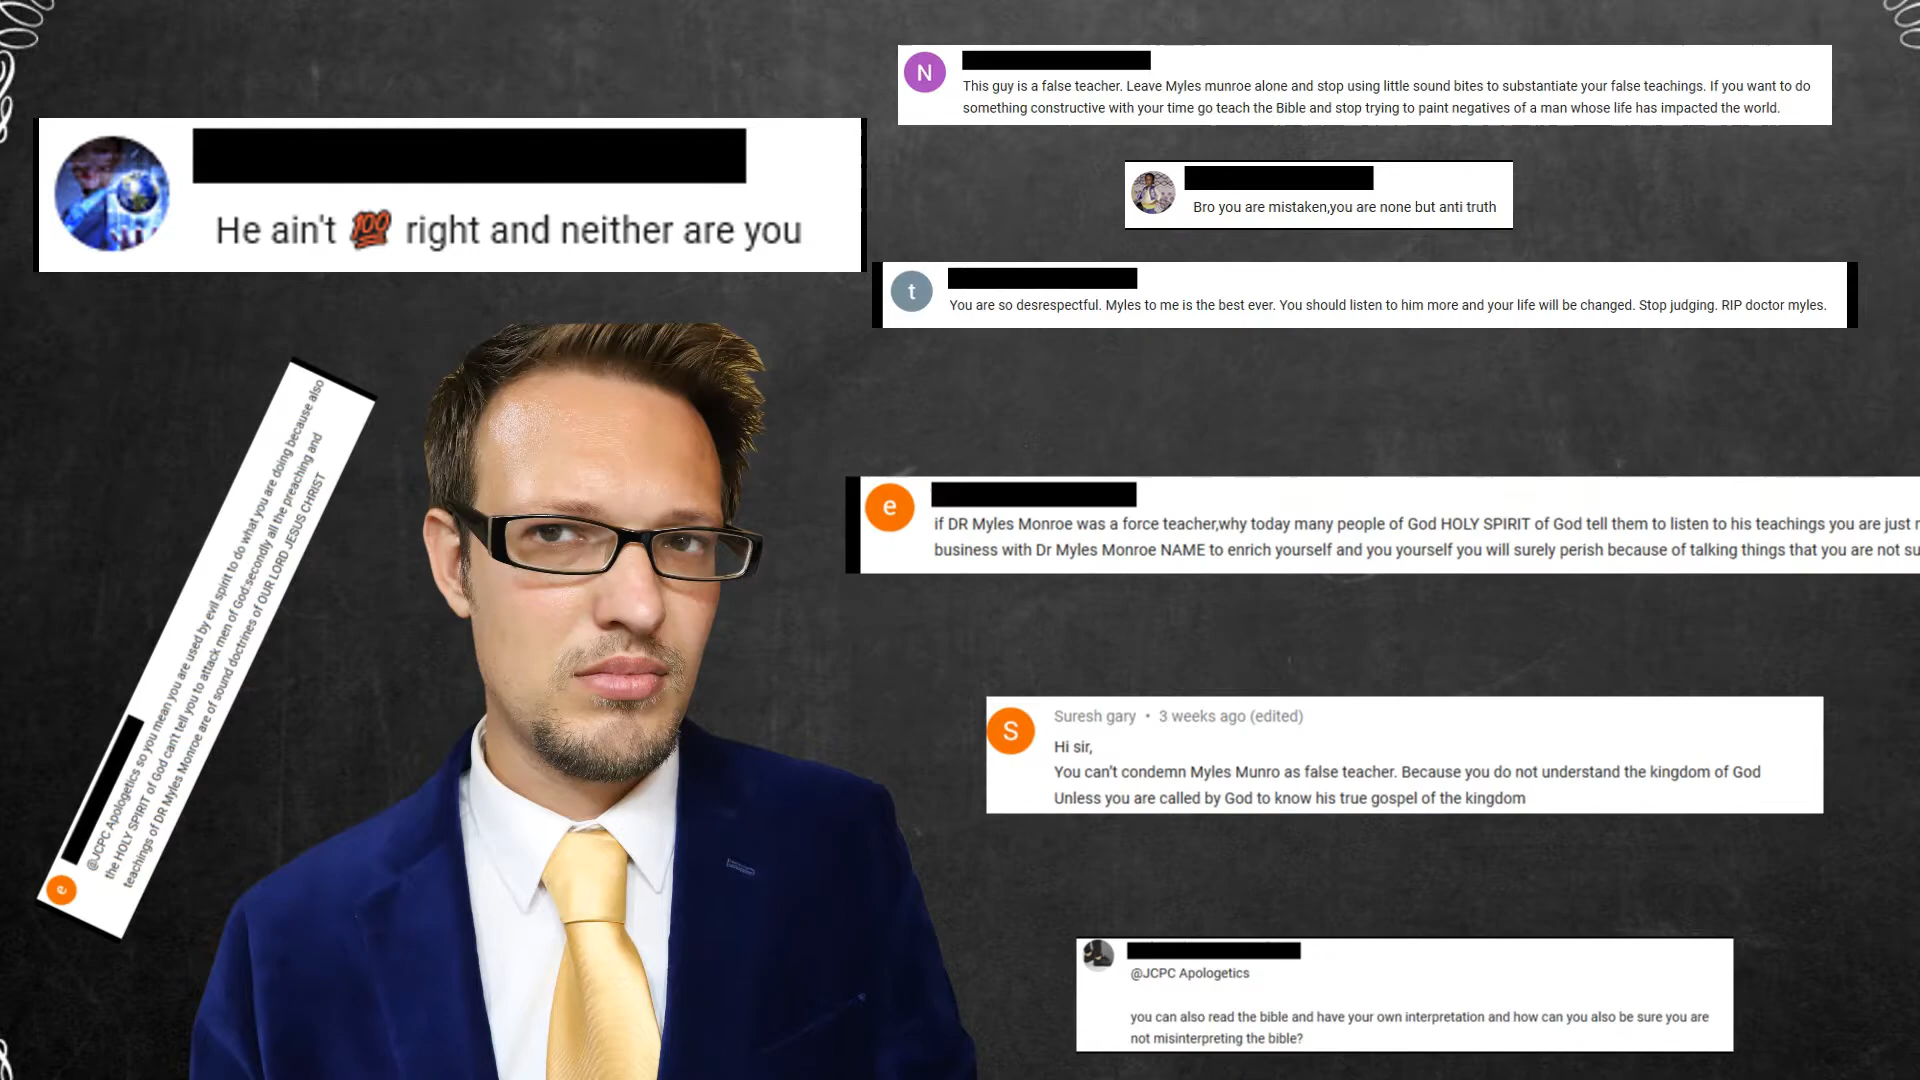 N
This guy is a false teacher. Leave Myles munroe alone and stop using little sound bites to substantiate your false teachings. If you want to do
something constructive with your time go teach the Bible and stop trying to paint negatives of a man whose life has impacted the world.
He ain't 💯 right and neither are you
Bro you are mistaken,you are none but anti truth
t
You are so desrespectful. Myles to me is the best ever. You should listen to him more and your life will be changed. Stop judging. RIP doctor myles.
e
@JCPC Apologetics so you mean you are used by evil spirit to do what you are doing because also
the HOLY SPIRIT of God can't tell you to attack men of God:secondly all the preaching and
teachings of DR Myles Monroe are of sound doctrines of OUR LORD JESUS CHRIST
e
if DR Myles Monroe was a force teacher,why today many people of God HOLY SPIRIT of God tell them to listen to his teachings you are just
business with Dr Myles Monroe NAME to enrich yourself and you yourself you will surely perish because of talking things that you are not su
S
Suresh gary • 3 weeks ago (edited)
Hi sir,
You can't condemn Myles Munro as false teacher. Because you do not understand the kingdom of God
Unless you are called by God to know his true gospel of the kingdom
@JCPC Apologetics
you can also read the bible and have your own interpretation and how can you also be sure you are
not misinterpreting the bible?